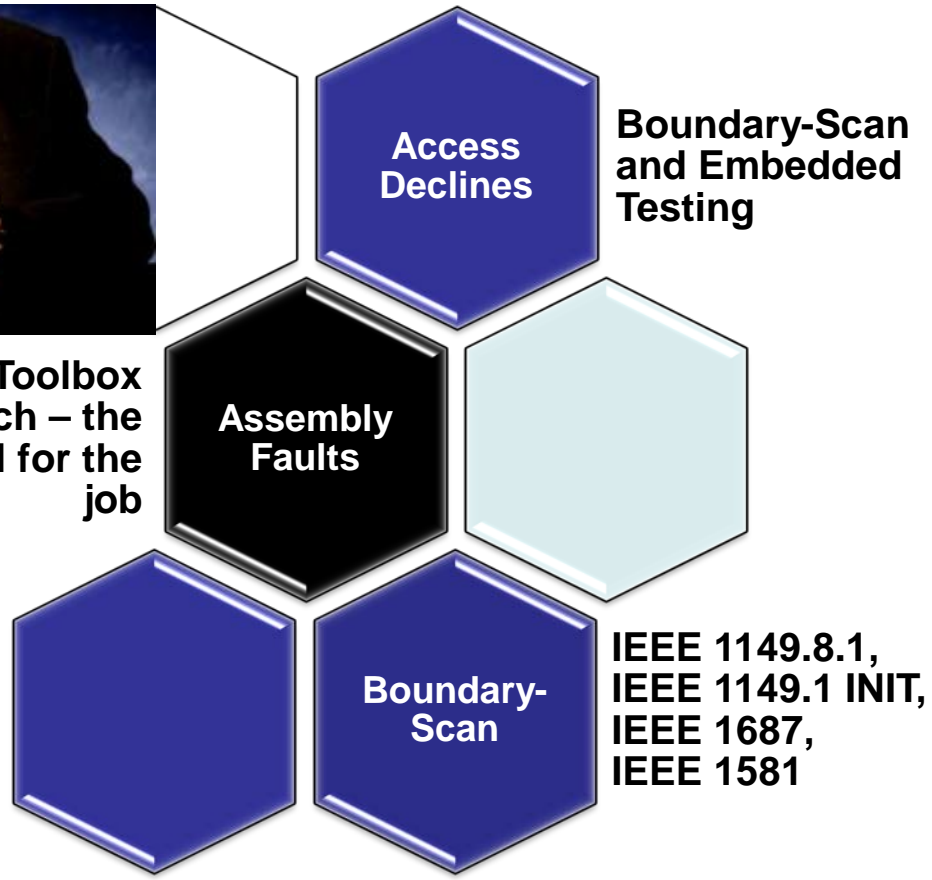 Access
Declines
Boundary-Scan
and Embedded
Testing
Toolbox
– the
for the
job
Assembly
Faults
Boundary-
Scan
IEEE 1149.8.1,
IEEE 1149.1 INIT,
IEEE 1687,
IEEE 1581